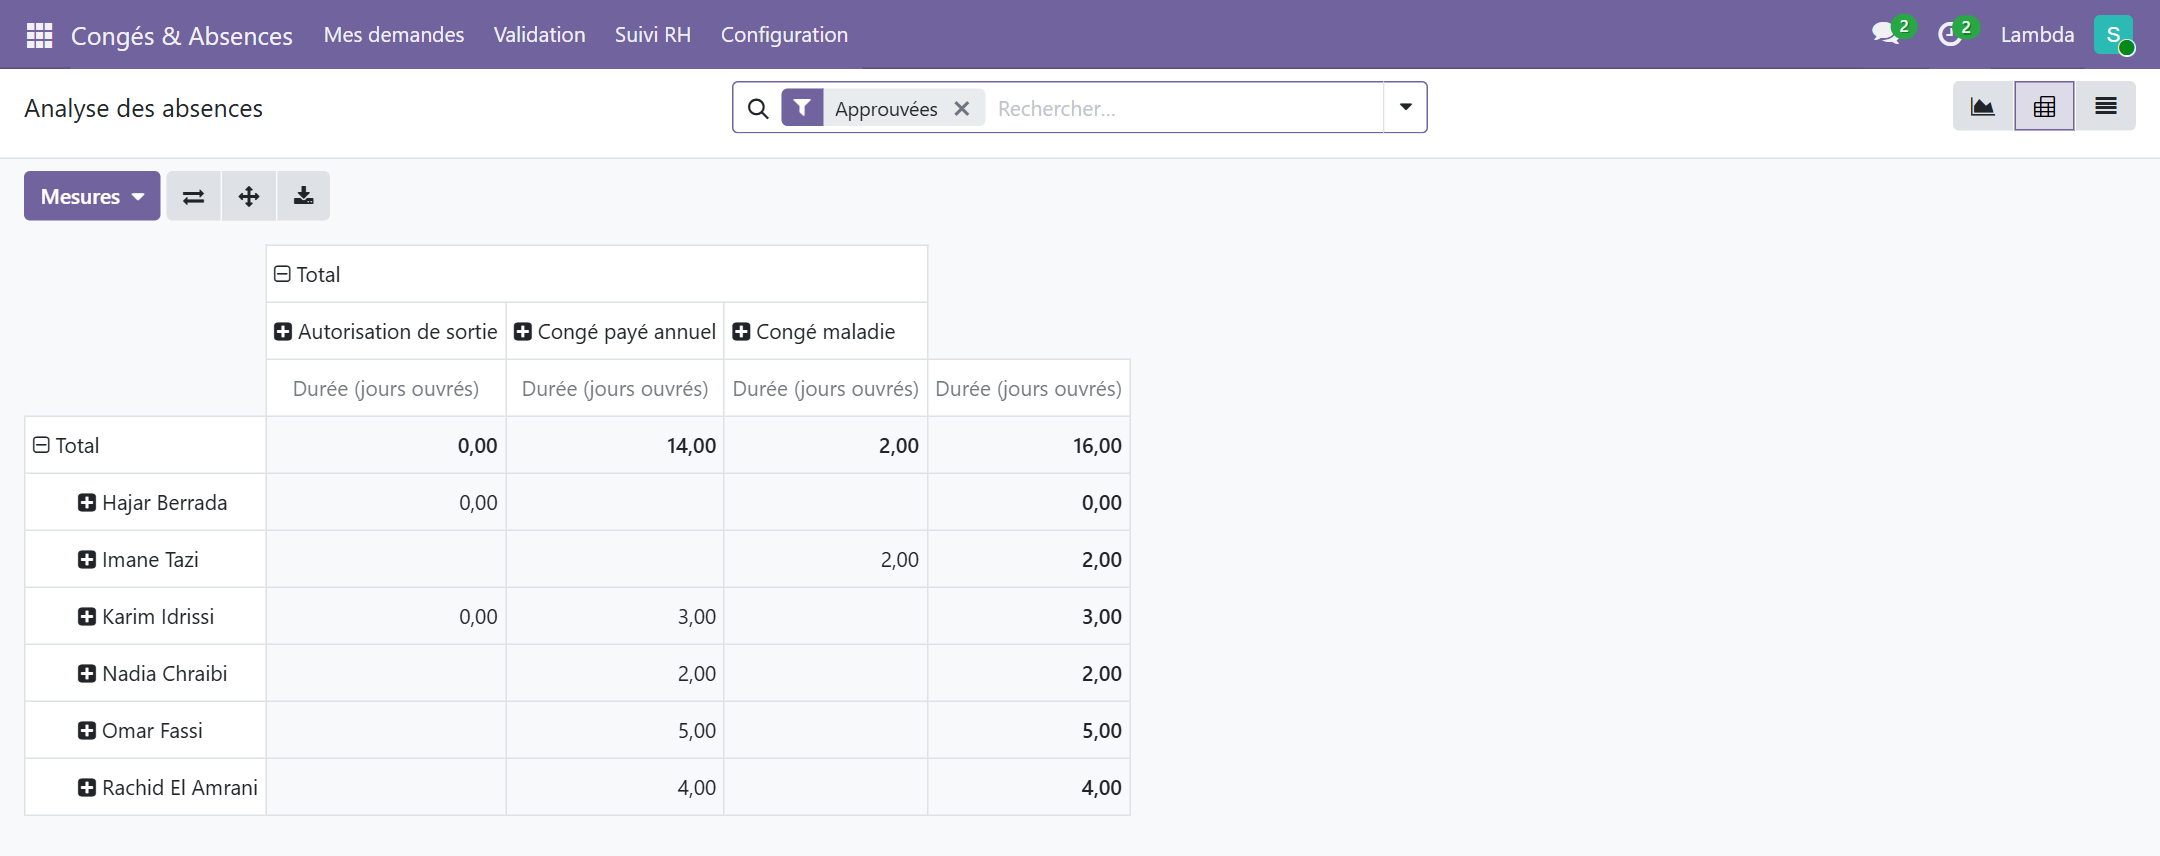 Congés & Absences Mes demandes Validation Suivi RH Configuration 2 2 Lambda S
Analyse des absences Approuvées Rechercher...
Mesures
Total
Autorisation de sortie Congé payé annuel Congé maladie
Durée (jours ouvrés) Durée (jours ouvrés) Durée (jours ouvrés) Durée (jours ouvrés)
Total 0,00 14,00 2,00 16,00
Hajar Berrada 0,00 0,00
Imane Tazi 2,00 2,00
Karim Idrissi 0,00 3,00 3,00
Nadia Chraibi 2,00 2,00
Omar Fassi 5,00 5,00
Rachid El Amrani 4,00 4,00